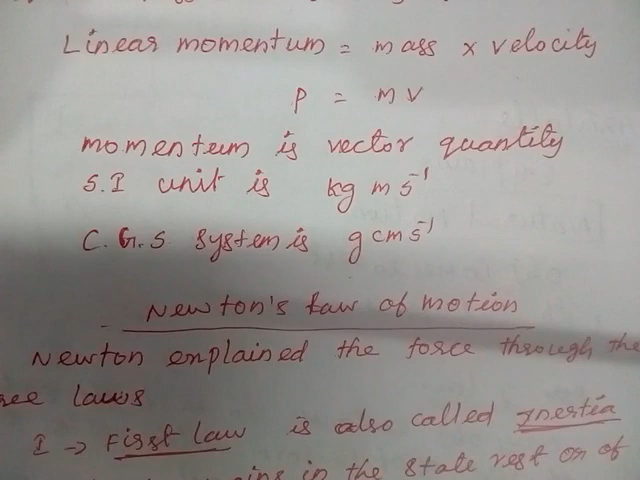 Linear momentum = mass x velocity
P = mv
momentum is vector quantity
S.I unit is kg m s⁻¹
C.G.S. system is g cm s⁻¹
Newton's Law of motion
Newton explained the force through the
ree laws
I → First law is also called Inertia
in the state rest or of